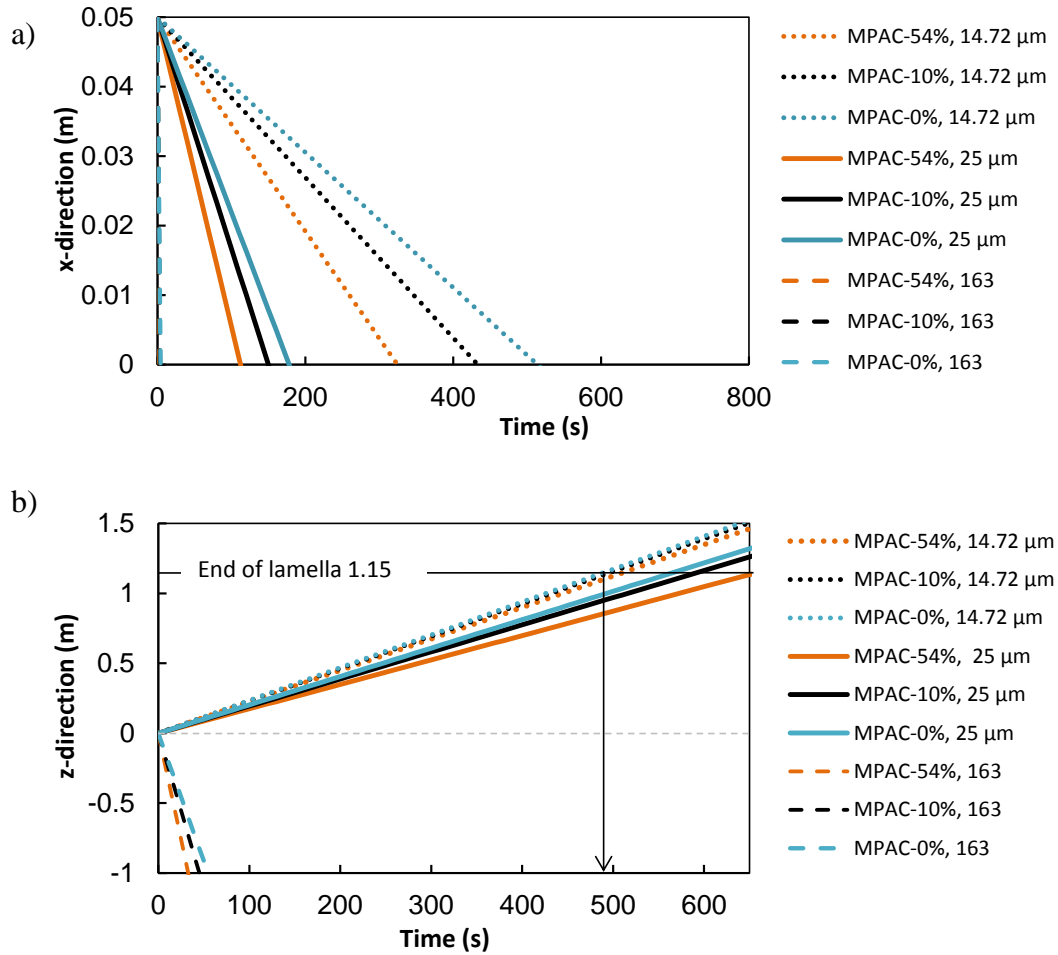 a)
0.05
0.04
0.03
0.02
0.01
0
x-direction (m)
0
200
400
600
800
Time (s)
MPAC-54%, 14.72 µm
MPAC-10%, 14.72 µm
MPAC-0%, 14.72 µm
MPAC-54%, 25 µm
MPAC-10%, 25 µm
MPAC-0%, 25 µm
MPAC-54%, 163
MPAC-10%, 163
MPAC-0%, 163
b)
1.5
1
0.5
0
-0.5
-1
z-direction (m)
End of lamella 1.15
0
100
200
300
400
500
600
Time (s)
MPAC-54%, 14.72 µm
MPAC-10%, 14.72 µm
MPAC-0%, 14.72 µm
MPAC-54%, 25 µm
MPAC-10%, 25 µm
MPAC-0%, 25 µm
MPAC-54%, 163
MPAC-10%, 163
MPAC-0%, 163